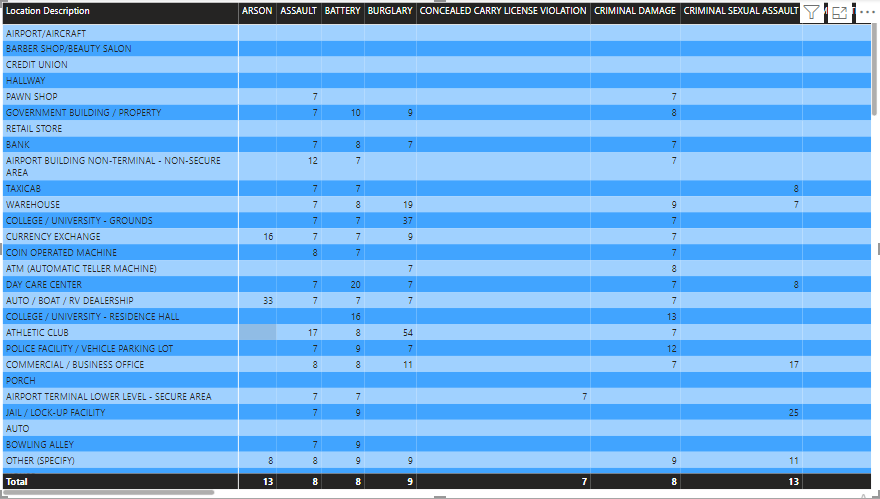 Location Description ARSON ASSAULT BATTERY BURGLARY CONCEALED CARRY LICENSE VIOLATION CRIMINAL DAMAGE CRIMINAL SEXUAL ASSAULT
AIRPORT/AIRCRAFT
BARBER SHOP/BEAUTY SALON
CREDIT UNION
HALLWAY
PAWN SHOP 7 7
GOVERNMENT BUILDING / PROPERTY 7 10 9 8
RETAIL STORE
BANK 7 8 7 7
AIRPORT BUILDING NON-TERMINAL - NON-SECURE 12 7 7
AREA
TAXICAB 7 7 8
WAREHOUSE 7 8 19 9 7
COLLEGE / UNIVERSITY - GROUNDS 7 7 37 7
CURRENCY EXCHANGE 16 7 7 9 7
COIN OPERATED MACHINE 8 7 7
ATM (AUTOMATIC TELLER MACHINE) 7 8
DAY CARE CENTER 7 20 7 7 8
AUTO / BOAT / RV DEALERSHIP 33 7 7 7 7
COLLEGE / UNIVERSITY - RESIDENCE HALL 16 13
ATHLETIC CLUB 17 8 54 7
POLICE FACILITY / VEHICLE PARKING LOT 7 9 7 12
COMMERCIAL / BUSINESS OFFICE 8 8 11 7 17
PORCH
AIRPORT TERMINAL LOWER LEVEL - SECURE AREA 7 7 7
JAIL / LOCK-UP FACILITY 7 9 25
AUTO
BOWLING ALLEY 7 9
OTHER (SPECIFY) 8 8 9 9 9 11
Total 13 8 8 9 7 8 13